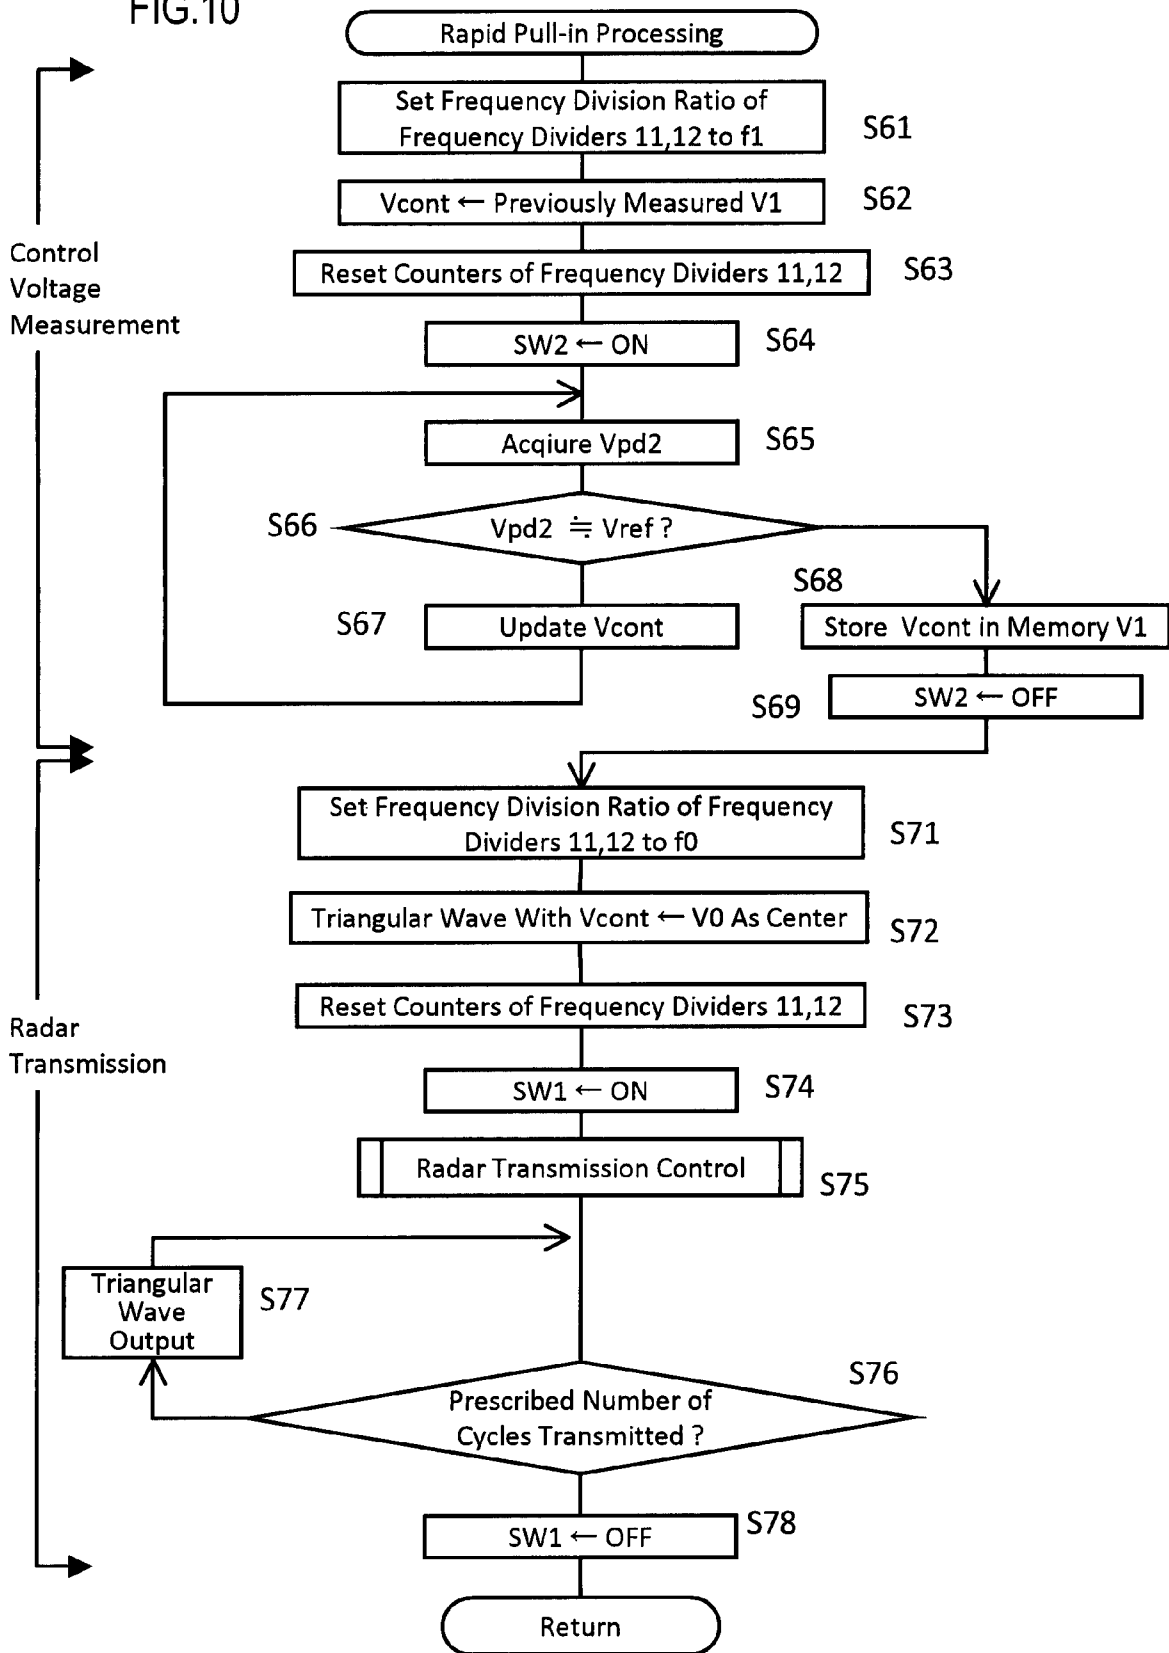 FIG.10
Rapid Pull-in Processing
Set Frequency Division Ratio of
Frequency Dividers 11,12 to f1
S61
Vcont ← Previously Measured V1
S62
Control
Voltage
Measurement
Reset Counters of Frequency Dividers 11,12
S63
SW2 ← ON
S64
Acqiure Vpd2
S65
S66
Vpd2 ≒ Vref ?
S67
Update Vcont
S68
Store Vcont in Memory V1
S69
SW2 ← OFF
Set Frequency Division Ratio of Frequency
Dividers 11,12 to f0
S71
Triangular Wave With Vcont ← V0 As Center
S72
Reset Counters of Frequency Dividers 11,12
S73
Radar
Transmission
SW1 ← ON
S74
Radar Transmission Control
S75
Triangular
Wave
Output
S77
S76
Prescribed Number of
Cycles Transmitted ?
SW1 ← OFF
S78
Return